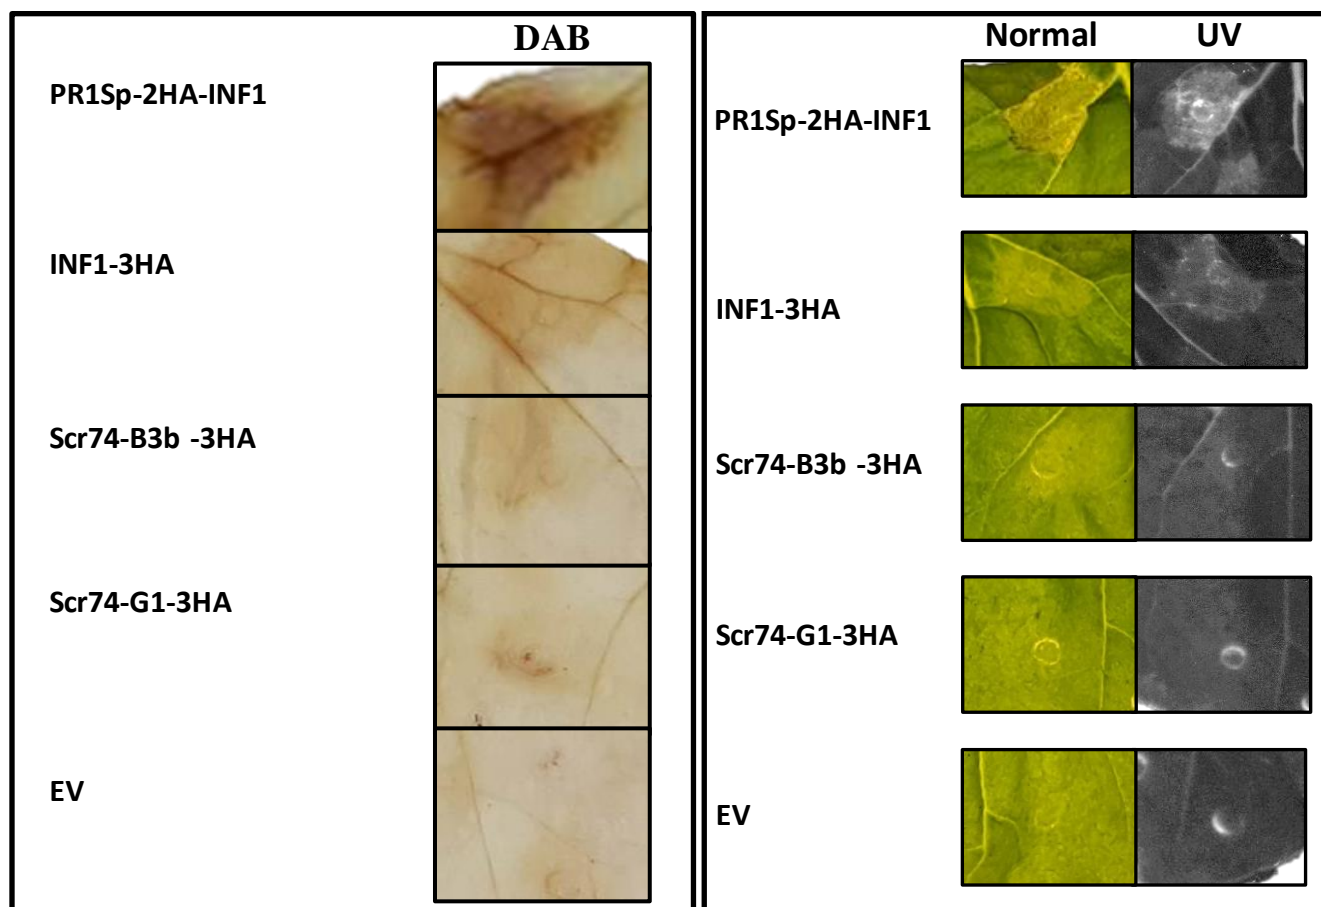 DAB
PR1Sp-2HA-INF1
INF1-3HA
Scr74-B3b -3HA
Scr74-G1-3HA
EV
Normal UV
PR1Sp-2HA-INF1
INF1-3HA
Scr74-B3b -3HA
Scr74-G1-3HA
EV